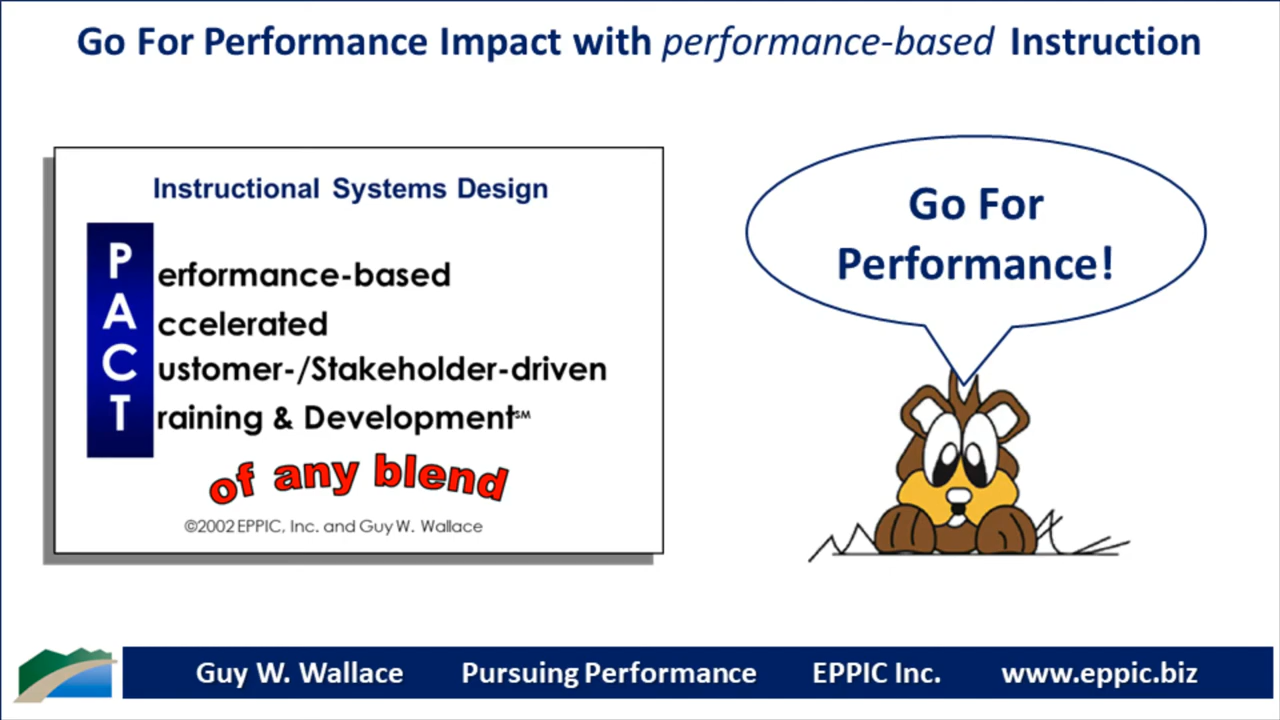 Go For Performance Impact with performance-based Instruction
Instructional Systems Design
Performance-based
Accelerated
Customer-/Stakeholder-driven
Training & Development℠
of any blend
©2002 EPPIC, Inc. and Guy W. Wallace
Go For
Performance!
Guy W. Wallace Pursuing Performance EPPIC Inc. www.eppic.biz